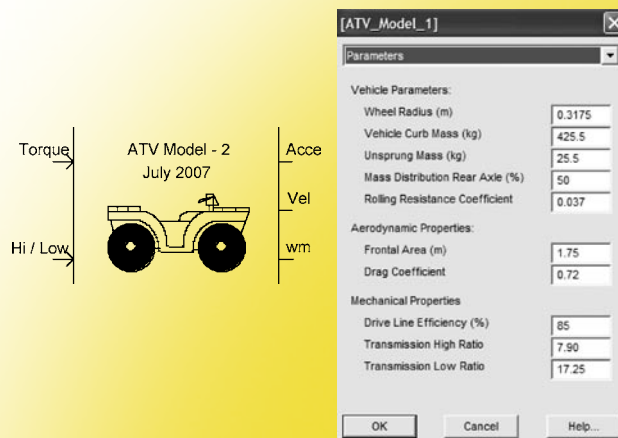 [ATV_Model_1]
Parameters
Vehicle Parameters:
Wheel Radius (m) 0.3175
Vehicle Curb Mass (kg) 425.5
Unsprung Mass (kg) 25.5
Mass Distribution Rear Axle (%) 50
Rolling Resistance Coefficient 0.037
Aerodynamic Properties:
Frontal Area (m) 1.75
Drag Coefficient 0.72
Mechanical Properties
Drive Line Efficiency (%) 85
Transmission High Ratio 7.90
Transmission Low Ratio 17.25
OK Cancel Help...
Torque
Hi / Low
ATV Model - 2
July 2007
Acce
Vel
wm